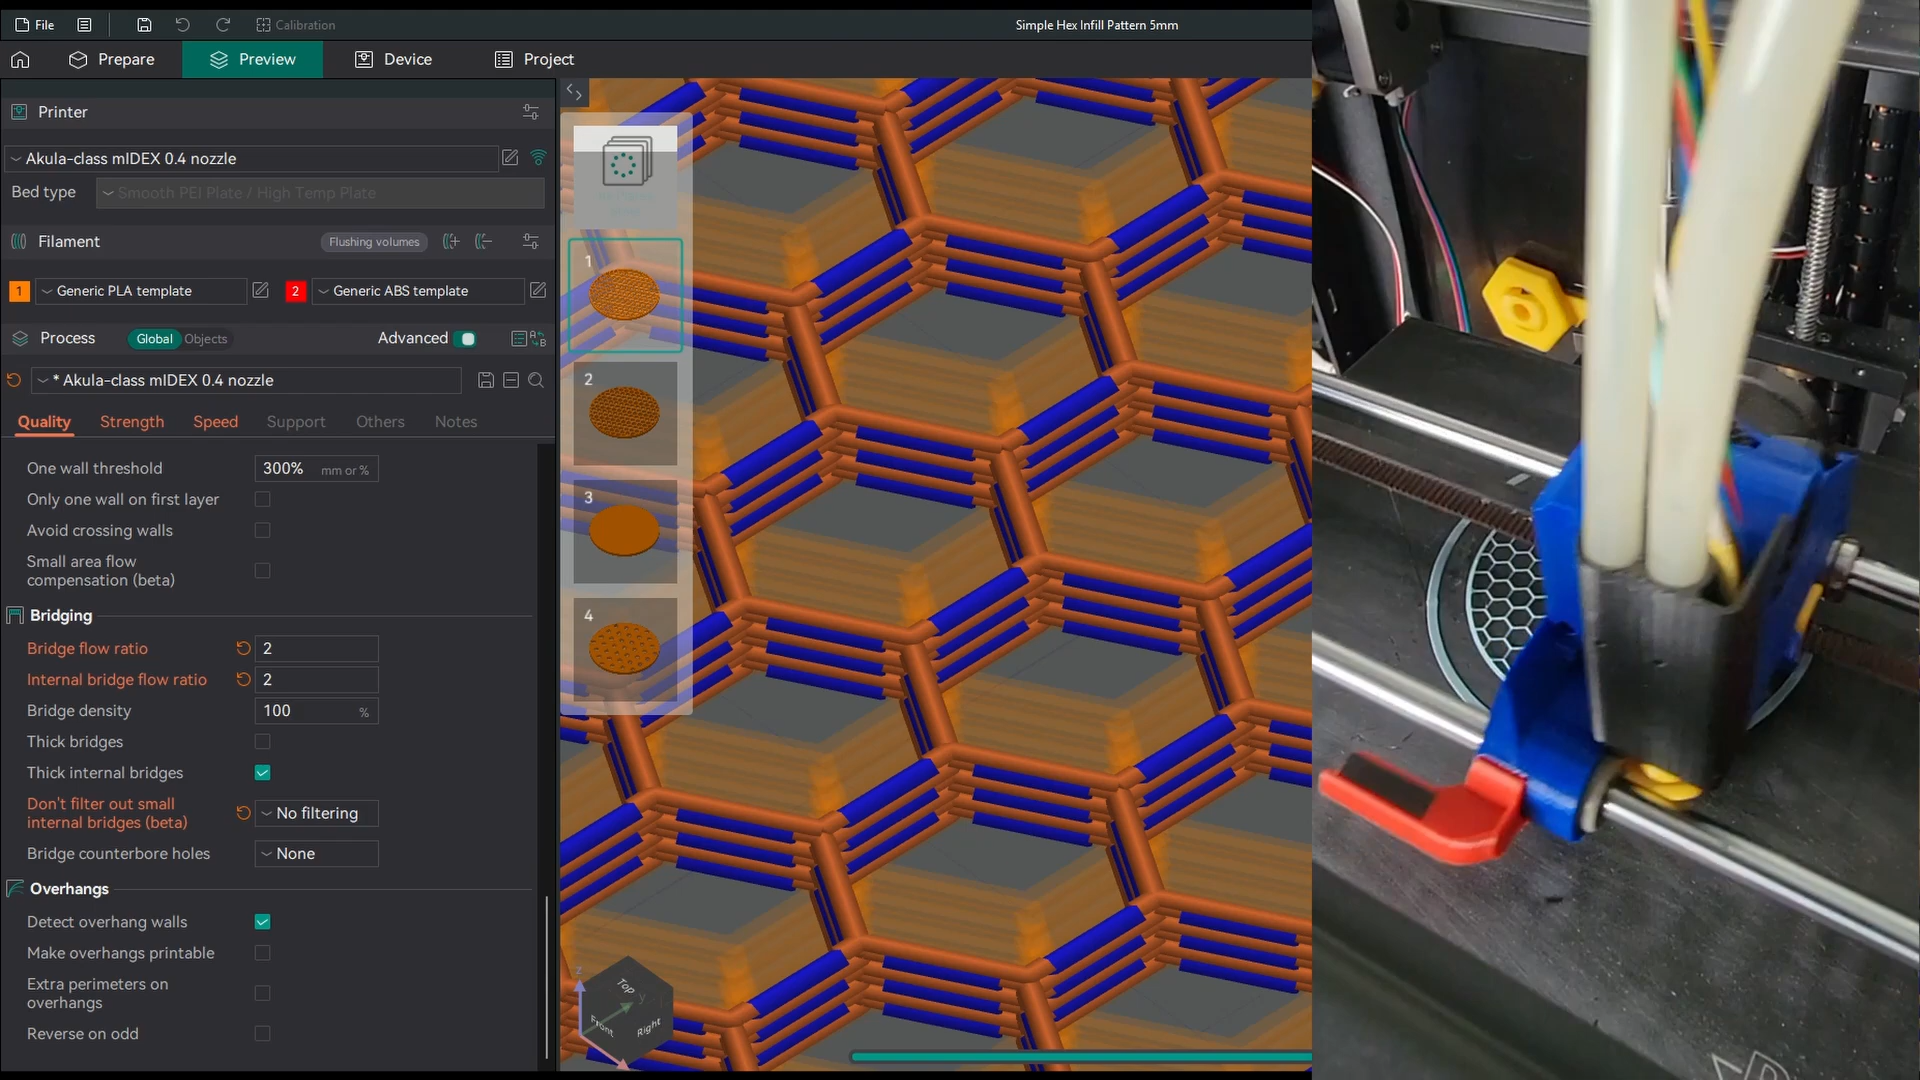 File
Calibration
Simple Hex Infill Pattern 5mm
Prepare
Preview
Device
Project
Printer
Akula-class mIDEX 0.4 nozzle
Bed type
Smooth PEI Plate / High Temp Plate
Filament
Flushing volumes
1
Generic PLA template
2
Generic ABS template
Process
Global
Objects
Advanced
* Akula-class mIDEX 0.4 nozzle
Quality
Strength
Speed
Support
Others
Notes
One wall threshold
300%
mm or %
Only one wall on first layer
Avoid crossing walls
Small area flow
compensation (beta)
Bridging
Bridge flow ratio
2
Internal bridge flow ratio
2
Bridge density
100
%
Thick bridges
Thick internal bridges
Don't filter out small
internal bridges (beta)
No filtering
Bridge counterbore holes
None
Overhangs
Detect overhang walls
Make overhangs printable
Extra perimeters on
overhangs
Reverse on odd
1
2
3
4
z
y
Top
Front
Right